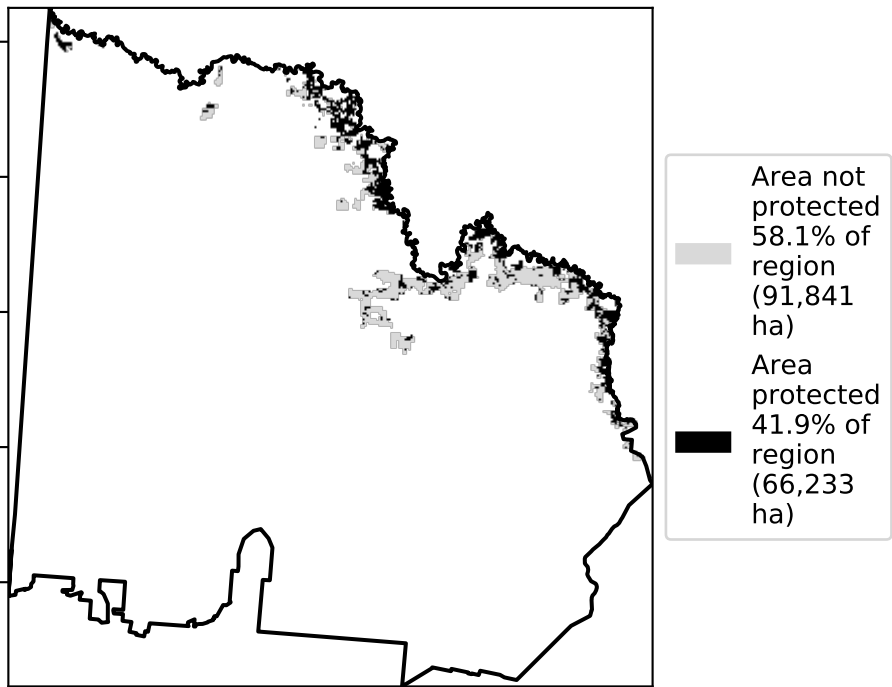 Area not
protected
58.1% of
region
(91,841
ha)
Area
protected
41.9% of
region
(66,233
ha)